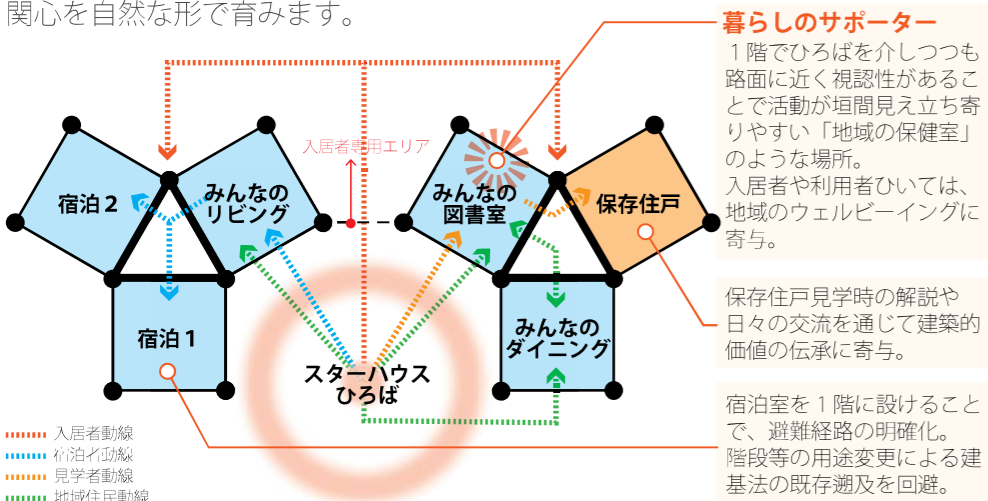 関心を自然な形で育みます。
暮らしのサポーター
１階でひろばを介しつつも
路面に近く視認性があるこ
とで活動が垣間見え立ち寄
りやすい「地域の保健室」
のような場所。
入居者や利用者ひいては、
地域のウェルビーイングに
寄与。
入居者専用エリア
宿泊２
みんなの
リビング
みんなの
図書室
保存住戸
宿泊１
みんなの
ダイニング
スターハウス
ひろば
保存住戸見学時の解説や
日々の交流を通じて建築的
価値の伝承に寄与。
宿泊室を１階に設けること
で、避難経路の明確化。
階段等の用途変更による建
基法の既存遡及を回避。
入居者動線
宿泊者動線
見学者動線
地域住民動線